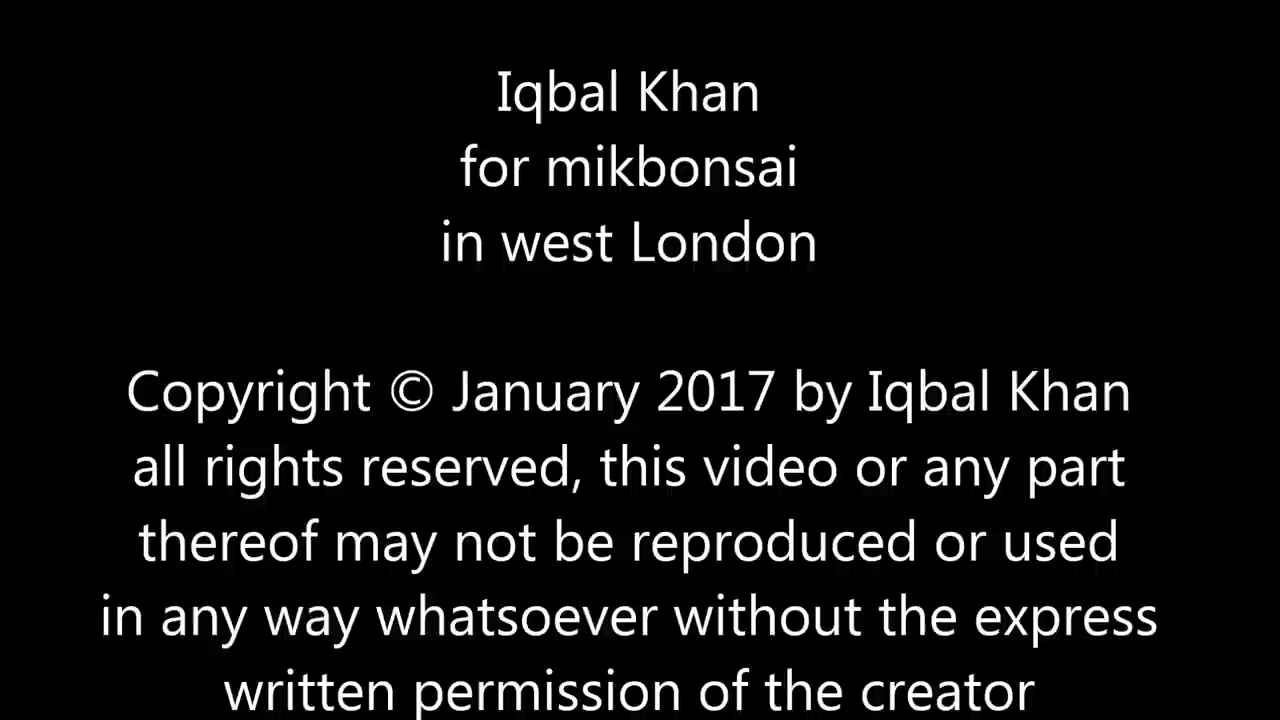 Iqbal Khan
for mikbonsai
in west London
Copyright © January 2017 by Iqbal Khan
all rights reserved, this video or any part
thereof may not be reproduced or used
in any way whatsoever without the express
written permission of the creator